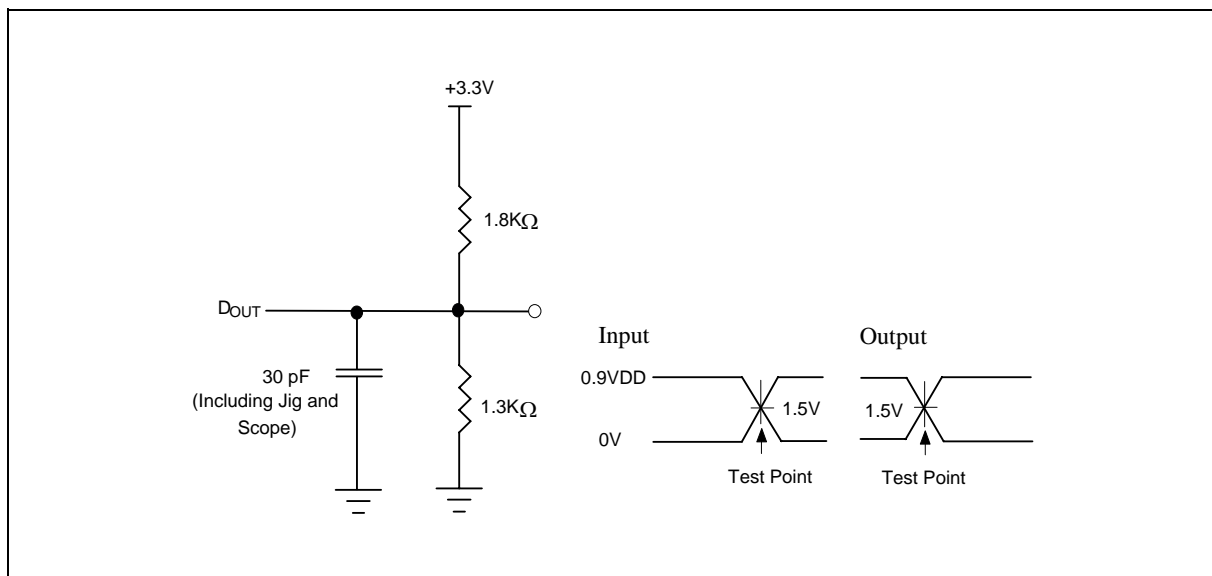 +3.3V
1.8KΩ
DOUT
30 pF
(Including Jig and
Scope)
1.3KΩ
Input
Output
0.9VDD
1.5V
1.5V
0V
Test Point
Test Point